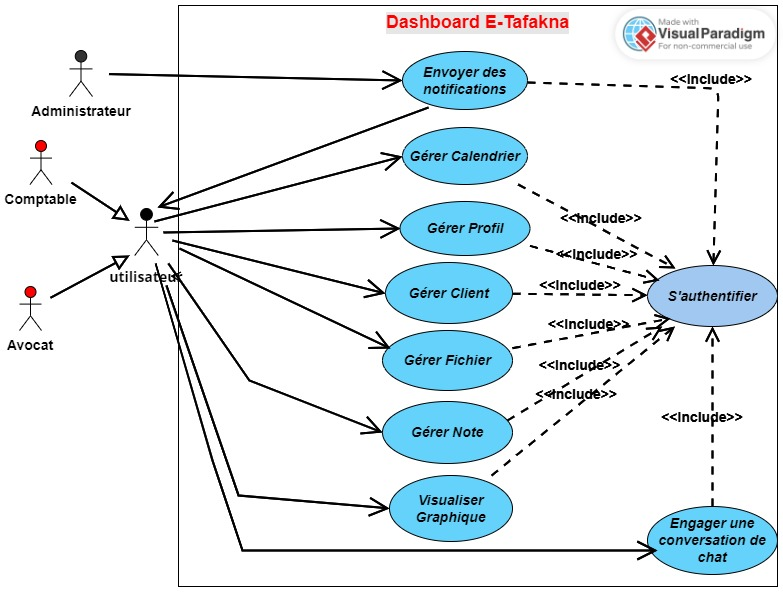 Dashboard E-Tafakna
Made with
VisualParadigm
For non-commercial use
Administrateur
Envoyer des
notifications
<<Include>>
Comptable
Gérer Calendrier
<<Include>>
utilisateur
Gérer Profil
<<Include>>
Avocat
Gérer Client
<<Include>>
S'authentifier
Gérer Fichier
<<Include>>
<<Include>>
<<Include>>
Gérer Note
<<Include>>
Visualiser
Graphique
Engager une
conversation de
chat